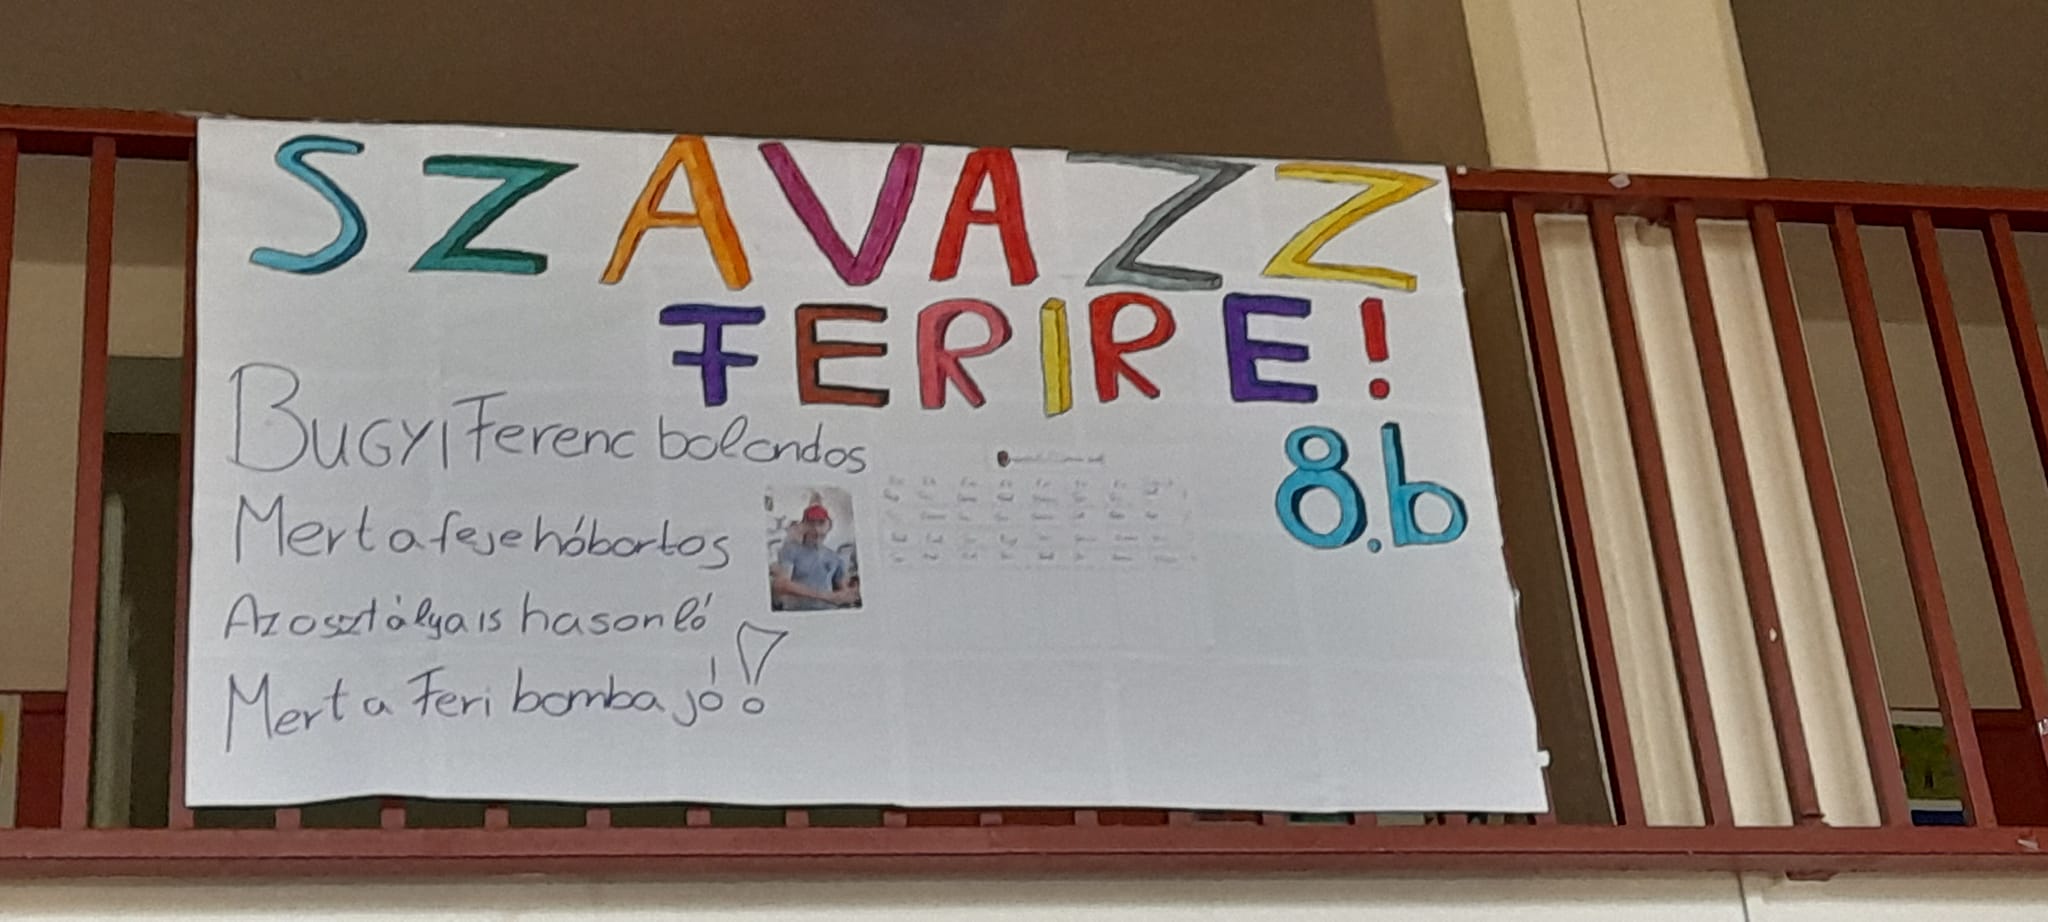 SZAVAZZ
FERIRE!
8.b
BUGYI Ferenc bolondos
Mert a feje hóbortos
Az osztálya is hasonló
Mert a Feri bomba jó!